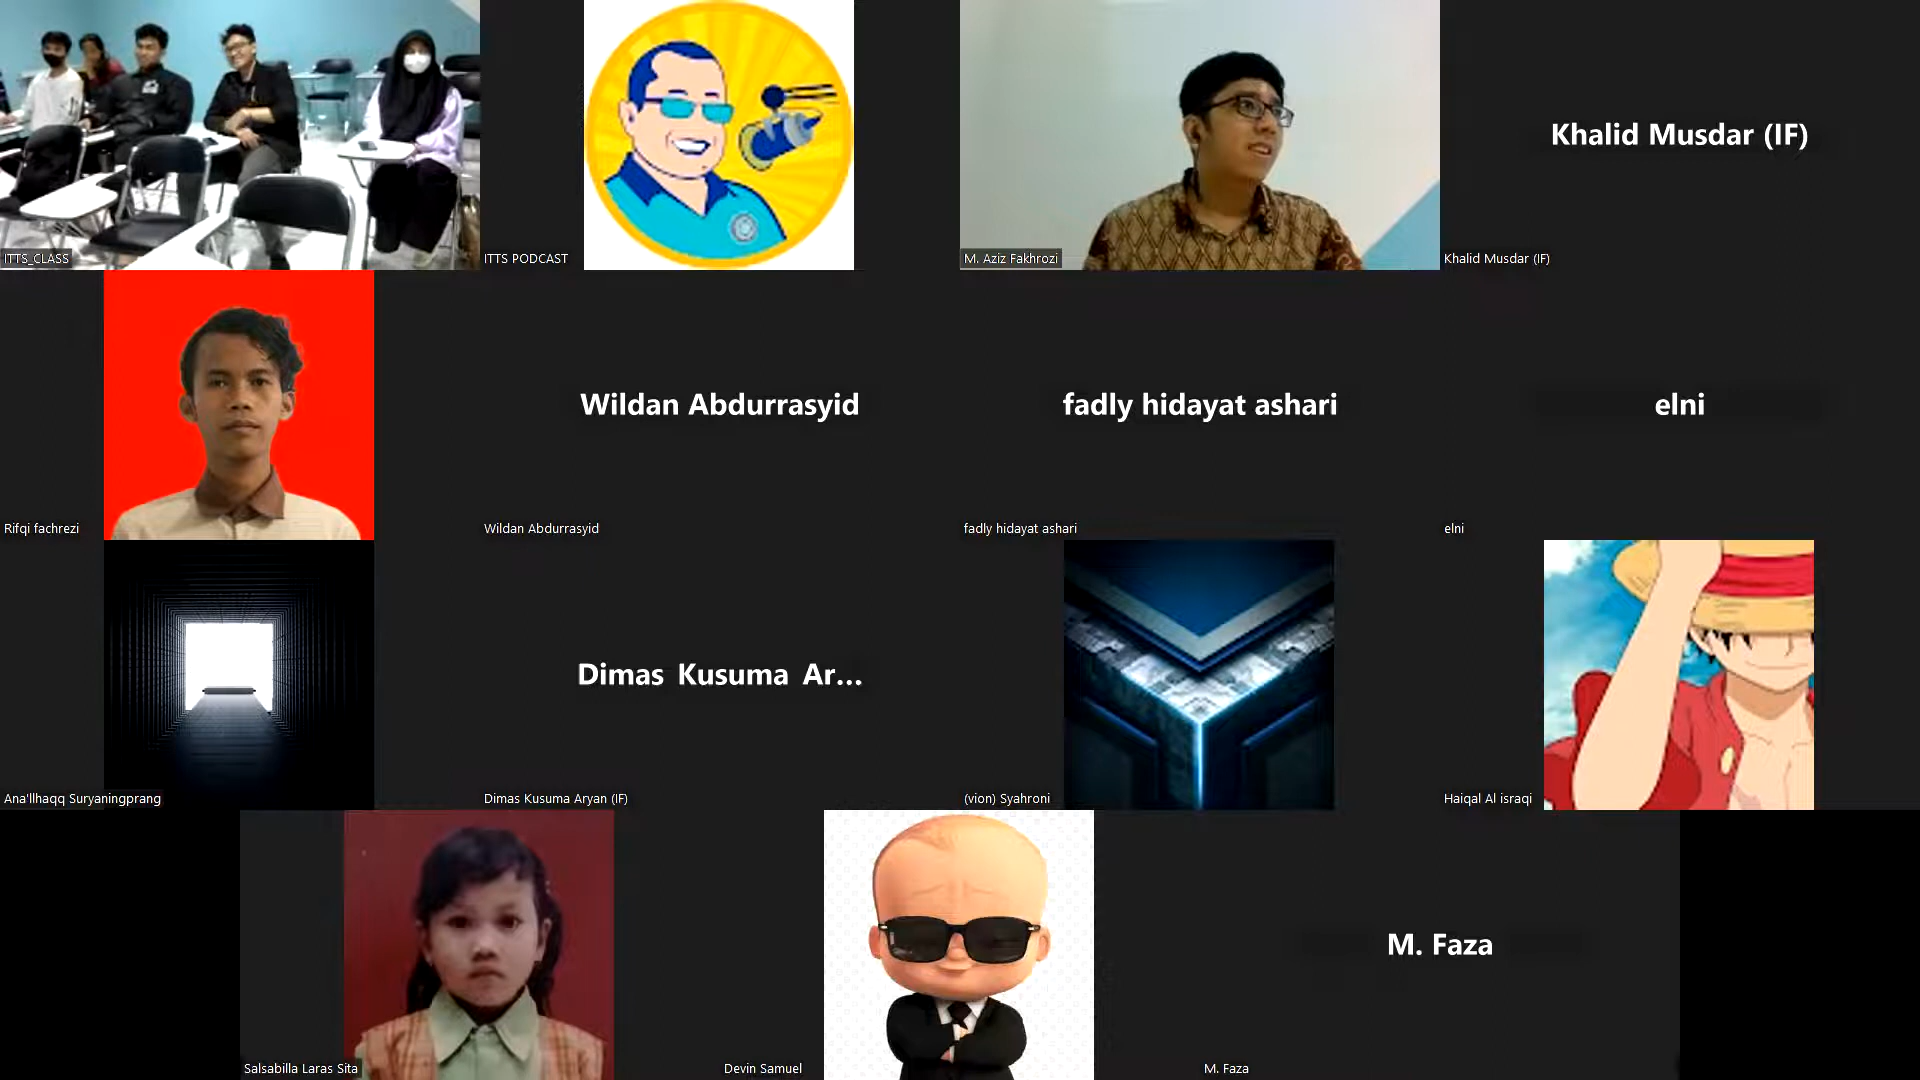 ITTS_CLASS
ITTS PODCAST
M. Aziz Fakhrozi
Khalid Musdar (IF)
Khalid Musdar (IF)
Rifqi fachrezi
Wildan Abdurrasyid
Wildan Abdurrasyid
fadly hidayat ashari
fadly hidayat ashari
elni
elni
Ana'llhaqq Suryaningprang
Dimas Kusuma Ar...
Dimas Kusuma Aryan (IF)
(vion) Syahroni
Haiqal Al israqi
Salsabilla Laras Sita
Devin Samuel
M. Faza
M. Faza